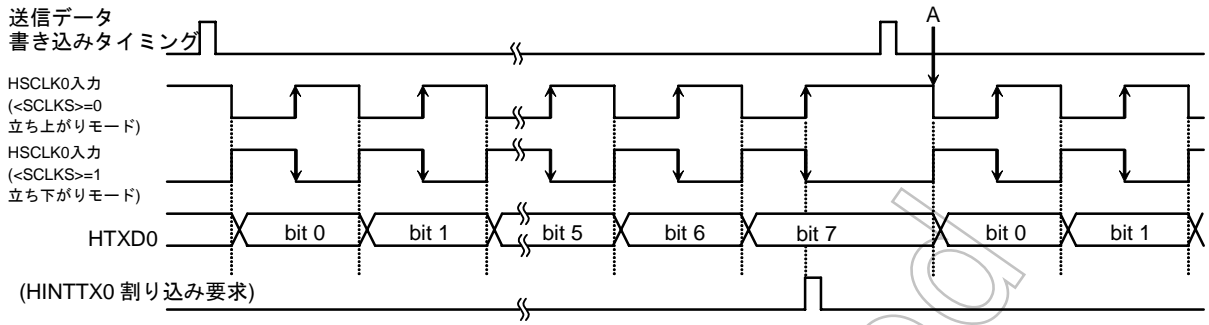 送信データ
書き込みタイミング
A
HSCLK0入力
(<SCLKS>=0
立ち上がりモード)
HSCLK0入力
(<SCLKS>=1
立ち下がりモード)
HTXD0
bit 0
bit 1
bit 5
bit 6
bit 7
bit 0
bit 1
(HINTTX0 割り込み要求)